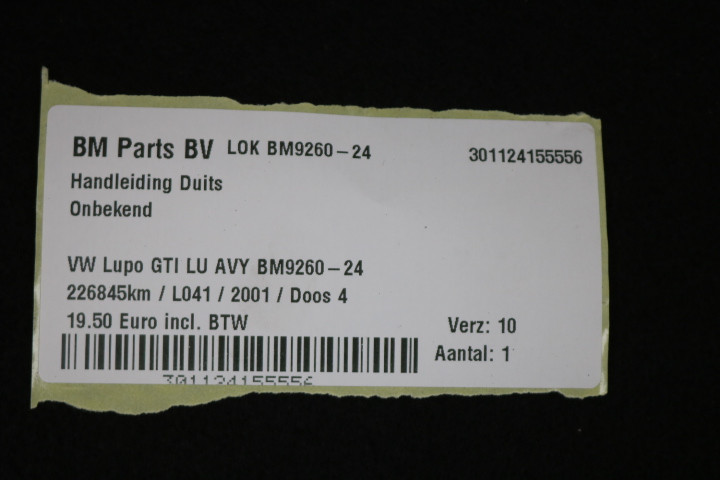 BM Parts BV LOK BM9260-24 301124155556
Handleiding Duits
Onbekend
VW Lupo GTI LU AVY BM9260-24
226845km / L041 / 2001 / Doos 4
19.50 Euro incl. BTW Verz: 10
Aantal: 1
301124155556